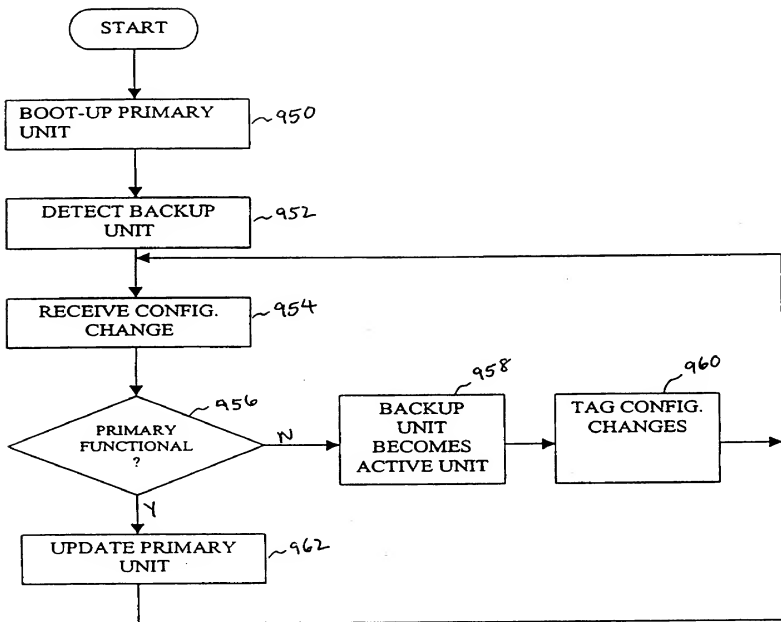 START
BOOT-UP PRIMARY
UNIT
950
DETECT BACKUP
UNIT
952
RECEIVE CONFIG.
CHANGE
954
956
PRIMARY
FUNCTIONAL
?
N
958
BACKUP
UNIT
BECOMES
ACTIVE UNIT
960
TAG CONFIG.
CHANGES
Y
UPDATE PRIMARY
UNIT
962